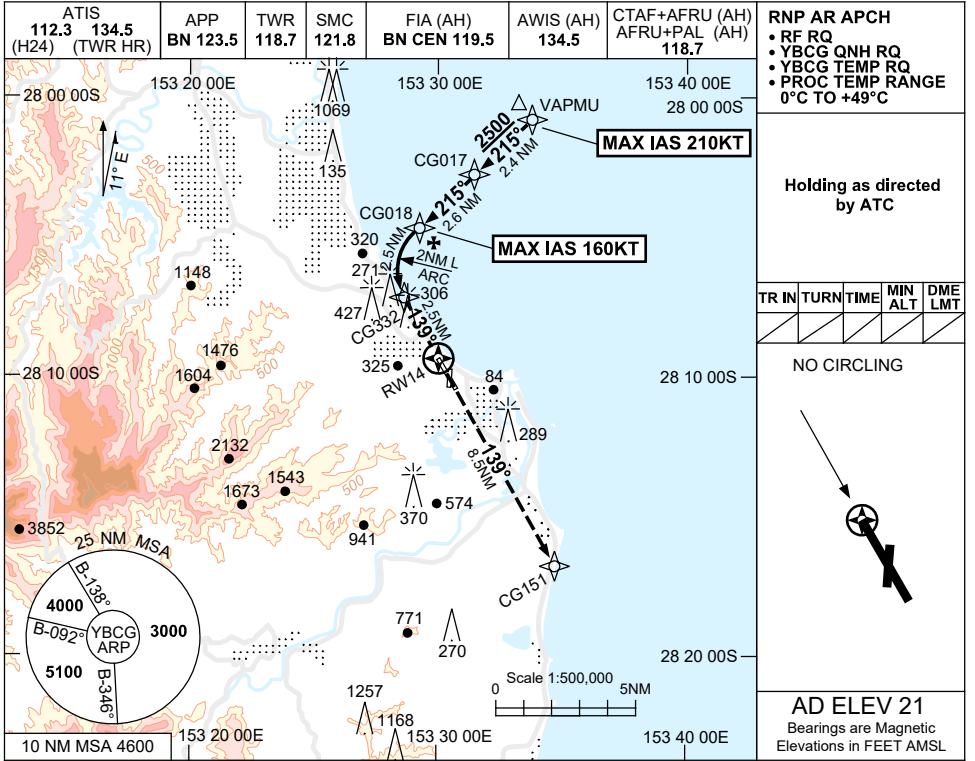 ATIS
112.3 134.5
(H24) (TWR HR)
APP
BN 123.5
TWR
118.7
SMC
121.8
FIA (AH)
BN CEN 119.5
AWIS (AH)
134.5
CTAF+AFRU (AH)
AFRU+PAL (AH)
118.7
RNP AR APCH
• RF RQ
• YBCG QNH RQ
• YBCG TEMP RQ
• PROC TEMP RANGE
0°C TO +49°C
Holding as directed
by ATC
TR IN
TURN
TIME
MIN
ALT
DME
LMT
NO CIRCLING
AD ELEV 21
Bearings are Magnetic
Elevations in FEET AMSL
153 20 00E
153 30 00E
153 40 00E
28 00 00S
28 00 00S
11° E
500
1069
135
VAPMU
MAX IAS 210KT
2500
215°
2.4 NM
CG017
215°
2.6 NM
CG018
MAX IAS 160KT
2.5 NM
2NM L
ARC
320
271
306
427
CG332
2.5NM
139°
1500
1148
1000
1476
1604
500
325
RW14
84
28 10 00S
28 10 00S
289
139°
8.5NM
2132
1543
1673
500
370
574
941
3852
CG151
25 NM MSA
B-138°
4000
B-092°
YBCG
ARP
3000
5100
B-346°
771
270
28 20 00S
Scale 1:500,000
0
5NM
1257
1168
10 NM MSA 4600
153 20 00E
153 30 00E
153 40 00E